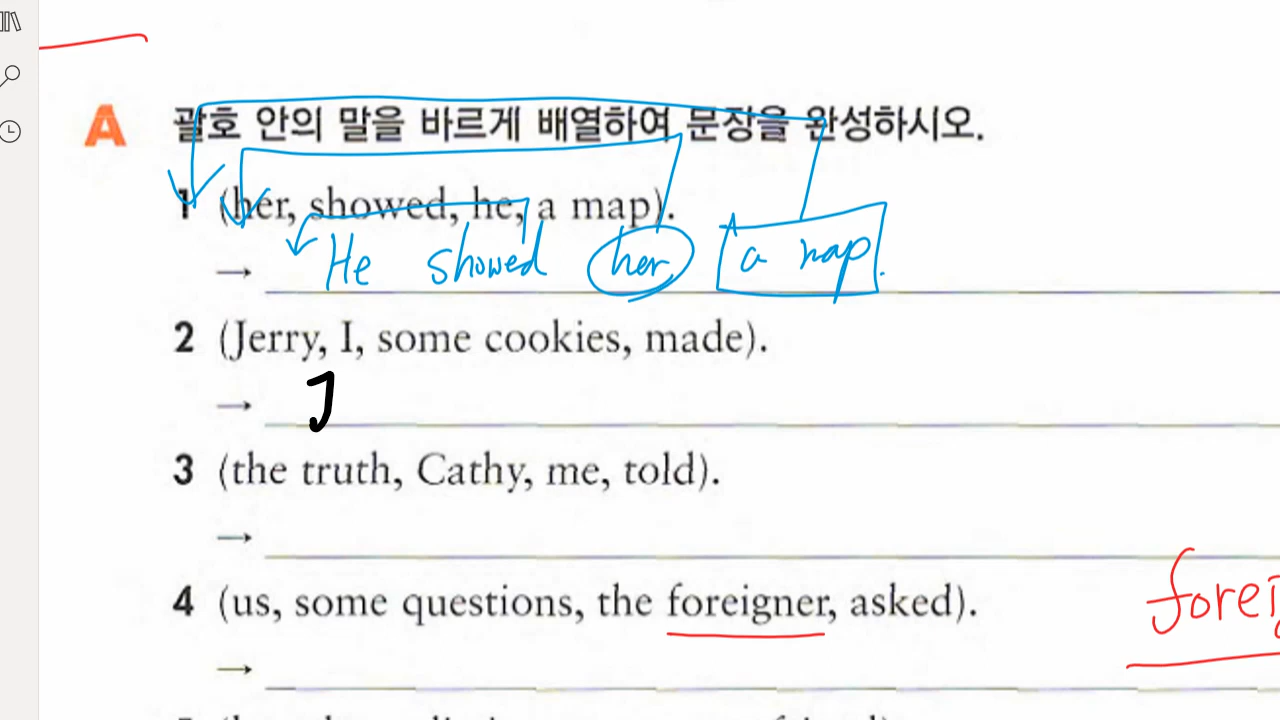 A 괄호 안의 말을 바르게 배열하여 문장을 완성하시오.
1 (her, showed, he, a map).
→ He showed her a map.
2 (Jerry, I, some cookies, made).
→ J
3 (the truth, Cathy, me, told).
→
4 (us, some questions, the foreigner, asked).
foreig
→